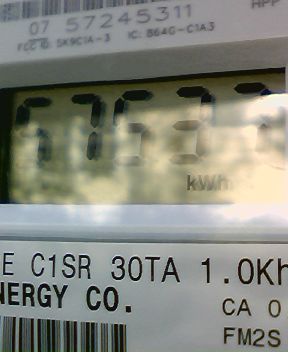 07 57245311
FCC ID: SK9C1A-3 IC: 864G-C1A3
kWh
E C1SR 30TA 1.0Kh
NERGY CO.
CA 0.
FM2S